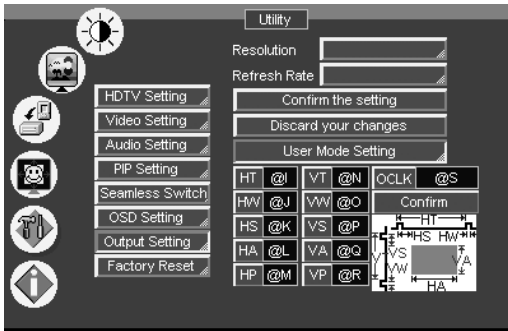 Utility
Resolution
Refresh Rate
HDTV Setting
Confirm the setting
Video Setting
Discard your changes
Audio Setting
User Mode Setting
PIP Setting
HT @I VT @N OCLK @S
Seamless Switch
HW @J VW @O Confirm
OSD Setting
HS @K VS @P
HT
HS HW
Output Setting
HA @L VA @Q
VT VS VA
VW
Factory Reset
HP @M VP @R
HA